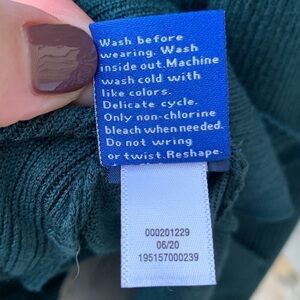 Wash before
wearing. Wash
inside out.Machine
wash cold with
like colors.
Delicate cycle.
Only non-chlorine
bleach when needed.
Do not wring
or twist.Reshape.
000201229
06/20
195157000239